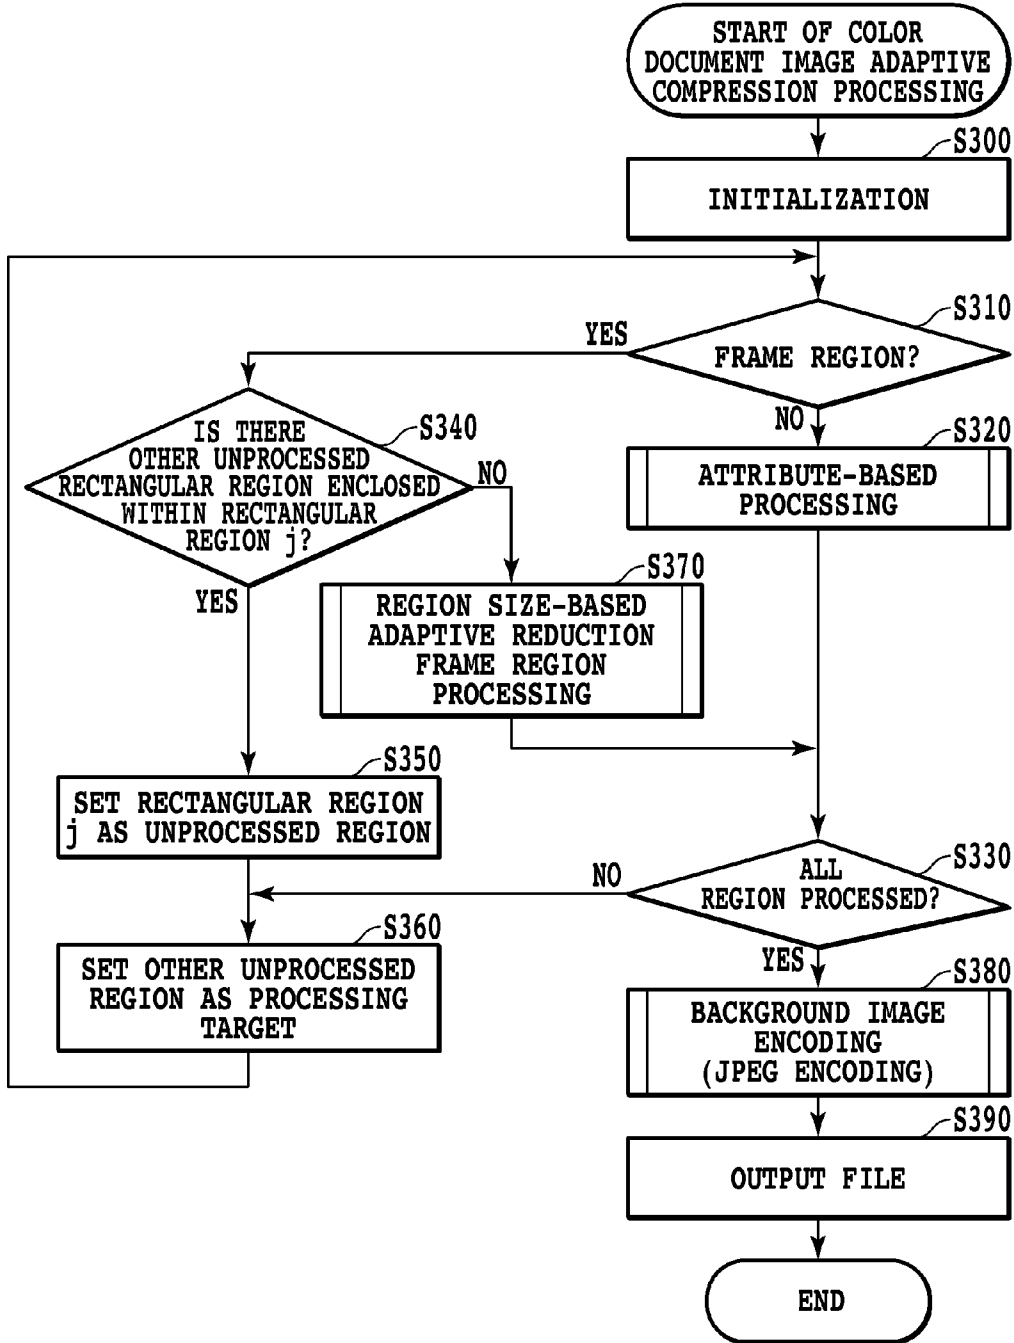 START OF COLOR
DOCUMENT IMAGE ADAPTIVE
COMPRESSION PROCESSING
S300
INITIALIZATION
S310
YES
FRAME REGION?
NO
S340
IS THERE
OTHER UNPROCESSED
RECTANGULAR REGION ENCLOSED
WITHIN RECTANGULAR
REGION j?
NO
YES
S320
ATTRIBUTE-BASED
PROCESSING
S370
REGION SIZE-BASED
ADAPTIVE REDUCTION
FRAME REGION
PROCESSING
S350
SET RECTANGULAR REGION
j AS UNPROCESSED REGION
S330
NO
ALL
REGION PROCESSED?
YES
S360
SET OTHER UNPROCESSED
REGION AS PROCESSING
TARGET
S380
BACKGROUND IMAGE
ENCODING
(JPEG ENCODING)
S390
OUTPUT FILE
END